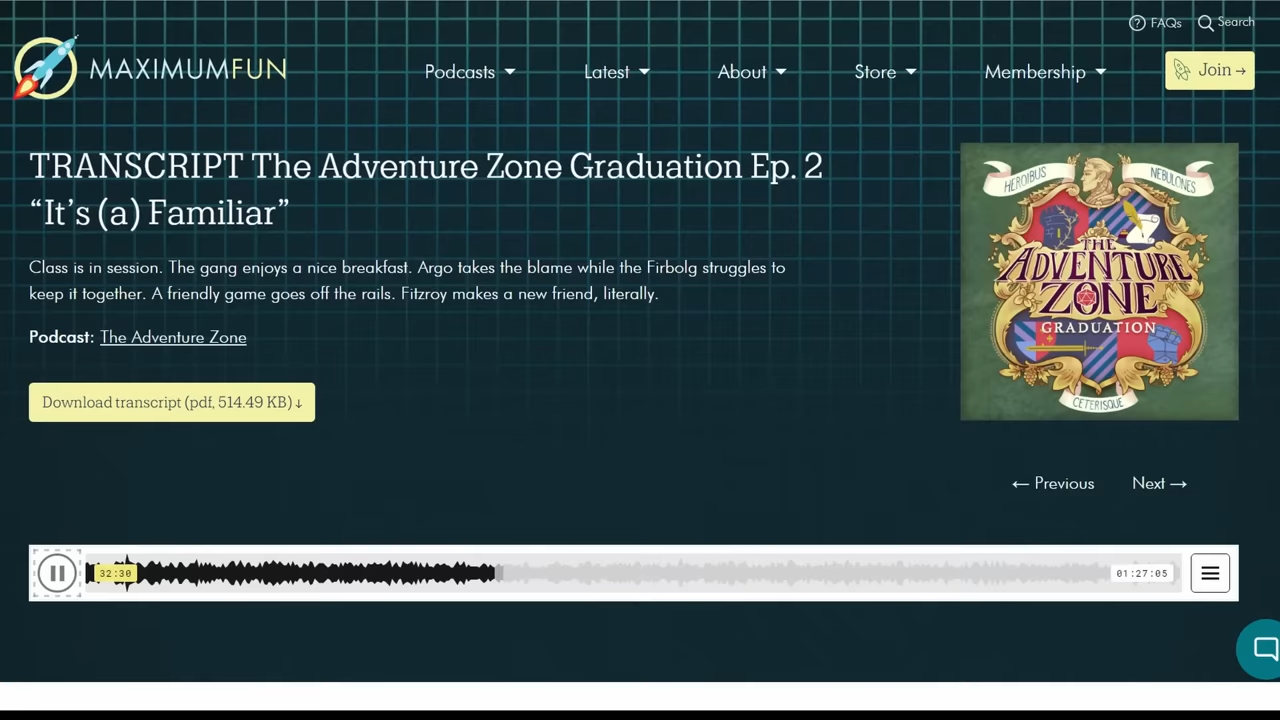 FAQs Search
MAXIMUMFUN
Podcasts Latest About Store Membership Join →
TRANSCRIPT The Adventure Zone Graduation Ep. 2
“It’s (a) Familiar”
Class is in session. The gang enjoys a nice breakfast. Argo takes the blame while the Firbolg struggles to
keep it together. A friendly game goes off the rails. Fitzroy makes a new friend, literally.
Podcast: The Adventure Zone
Download transcript (pdf, 514.49 KB) ↓
HEROIBUS
NEBULONES
THE
ADVENTURE
ZONE
GRADUATION
CETERISQUE
← Previous Next →
32:30
01:27:05